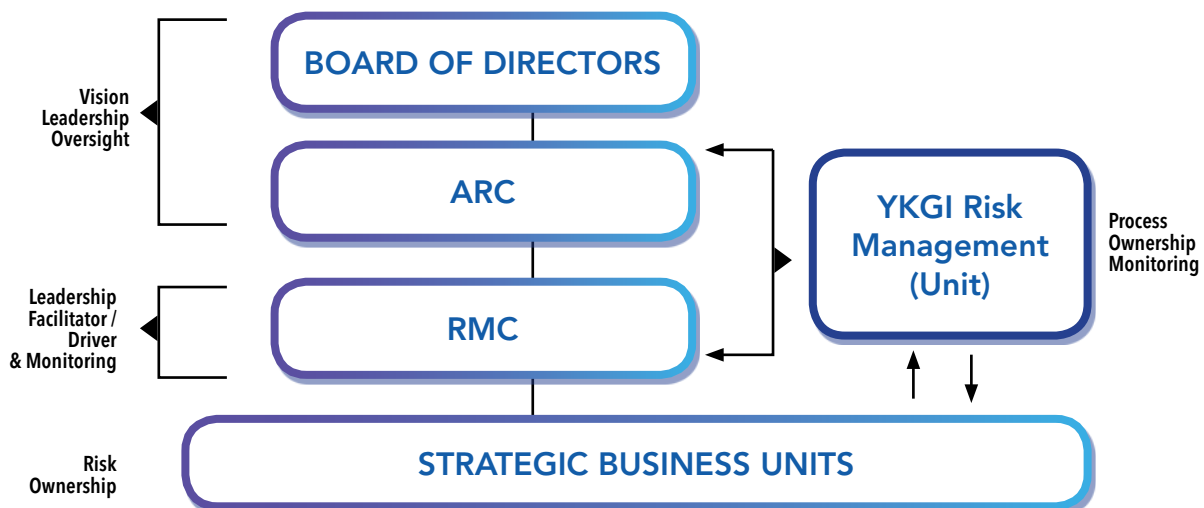 BOARD OF DIRECTORS
Vision
Leadership
Oversight
ARC
YKGI Risk
Management
(Unit)
Process
Ownership
Monitoring
Leadership
Facilitator /
Driver
& Monitoring
RMC
STRATEGIC BUSINESS UNITS
Risk
Ownership